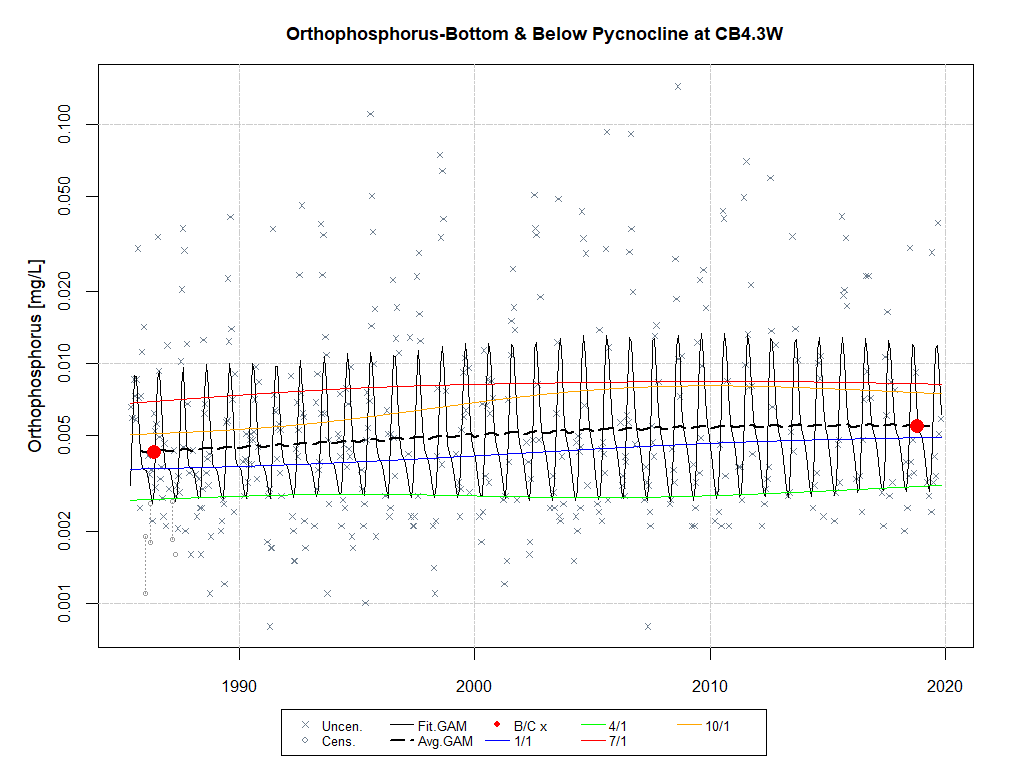 Orthophosphorus-Bottom & Below Pycnocline at CB4.3W
Orthophosphorus [mg/L]
0.100
0.050
0.020
0.010
0.005
0.002
0.001
1990 2000 2010 2020
Uncen. Fit.GAM B/C x 4/1 10/1
Cens. Avg.GAM 1/1 7/1